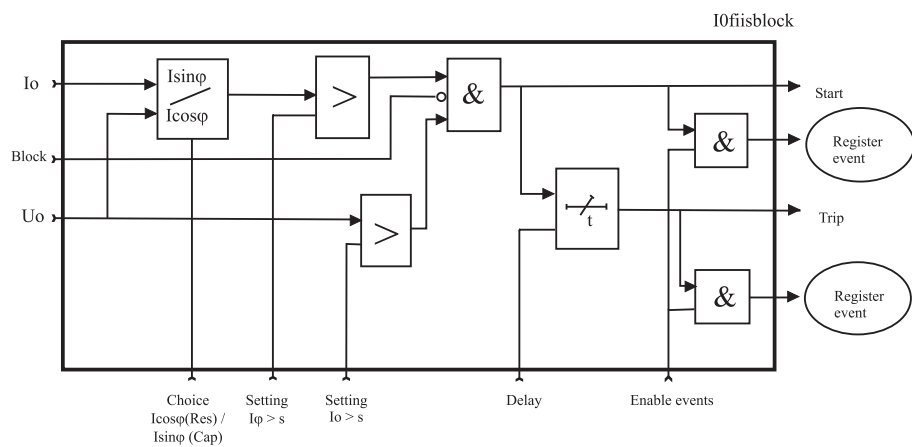 I0fiisblock
Io
Isinφ
Icosφ
>
&
Start
Block
&
Register
event
Uo
>
t
Trip
&
Register
event
Choice
Icosφ(Res) /
Isinφ (Cap)
Setting
Iφ > s
Setting
Io > s
Delay
Enable events